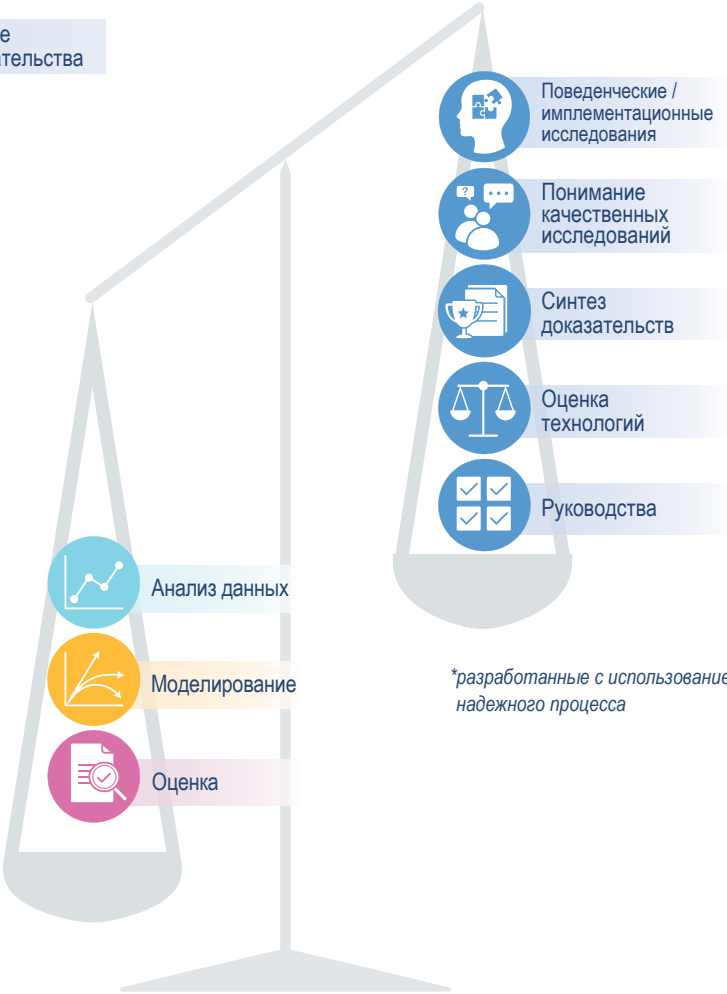 е
ательства
Поведенческие /
имплементационные
исследования
Понимание
качественных
исследований
Синтез
доказательств
Оценка
технологий
Руководства
Анализ данных
Моделирование
Оценка
*разработанные с использование
надежного процесса
?